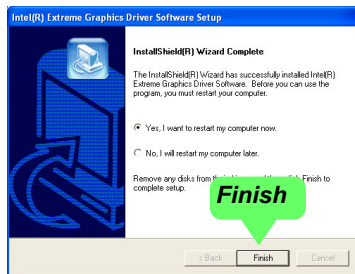 Intel(R) Extreme Graphics Driver Software Setup
InstallShield(R) Wizard Complete
The InstallShield(R) Wizard has successfully installed Intel(R)
Extreme Graphics Driver Software. Before you can use the
program, you must restart your computer.
Yes, I want to restart my computer now.
No, I will restart my computer later.
Remove any disks from Finish to
complete setup.
Finish
< Back Finish Cancel